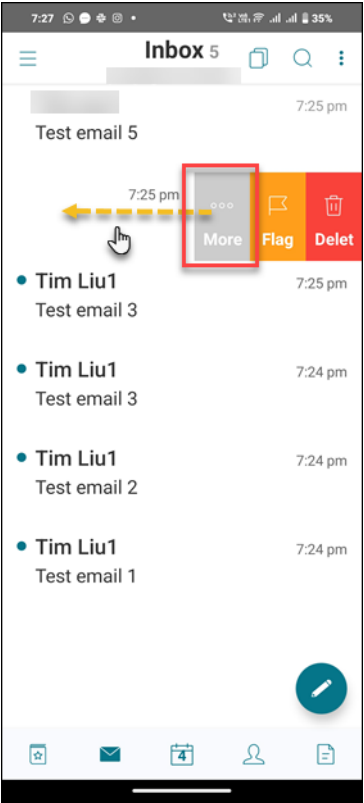 7:27
35%
Inbox 5
7:25 pm
Test email 5
7:25 pm
More
Flag
Delet
Tim Liu1
7:25 pm
Test email 3
Tim Liu1
7:24 pm
Test email 3
Tim Liu1
7:24 pm
Test email 2
Tim Liu1
7:24 pm
Test email 1
4